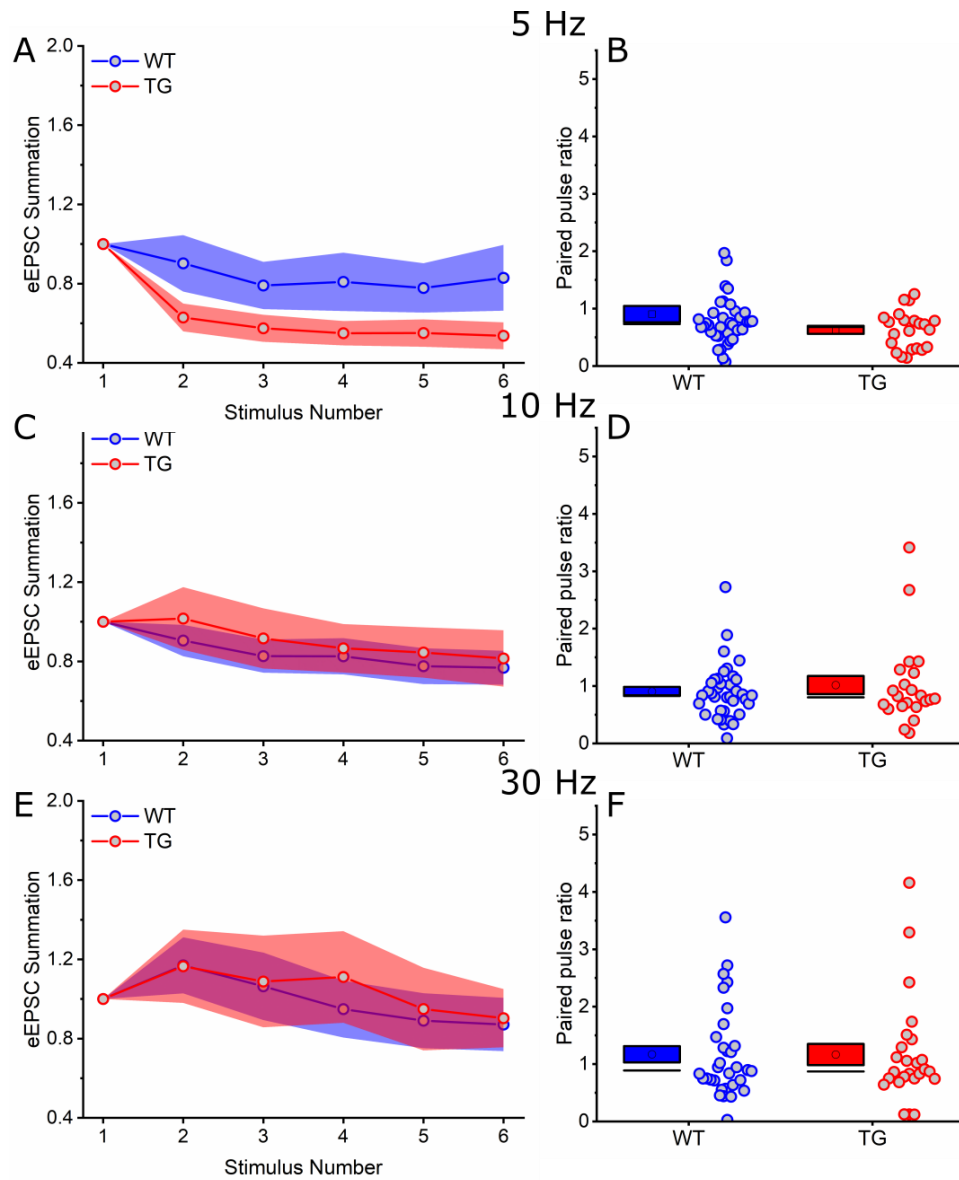 5 Hz
A
WT
TG
eEPSC Summation
2.0
1.6
1.2
0.8
0.4
1 2 3 4 5 6
Stimulus Number
B
Paired pulse ratio
5
4
3
2
1
0
WT TG
10 Hz
C
WT
TG
eEPSC Summation
1.6
1.2
0.8
0.4
1 2 3 4 5 6
D
Paired pulse ratio
5
4
3
2
1
0
WT TG
30 Hz
E
WT
TG
eEPSC Summation
2.0
1.6
1.2
0.8
0.4
1 2 3 4 5 6
Stimulus Number
F
Paired pulse ratio
5
4
3
2
1
0
WT TG